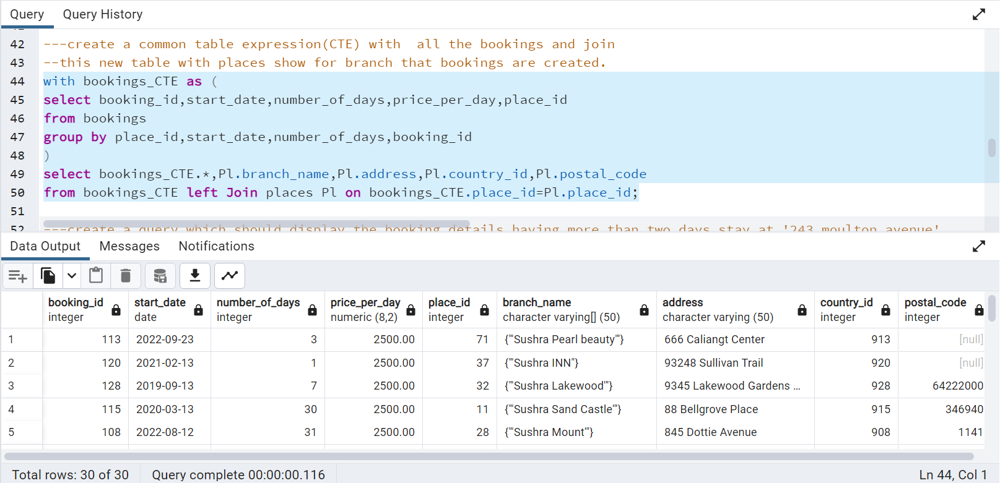 Query Query History
42 ---create a common table expression(CTE) with  all the bookings and join
43 --this new table with places show for branch that bookings are created.
44 with bookings_CTE as (
45 select booking_id,start_date,number_of_days,price_per_day,place_id
46 from bookings
47 group by place_id,start_date,number_of_days,booking_id
48 )
49 select bookings_CTE.*,Pl.branch_name,Pl.address,Pl.country_id,Pl.postal_code
50 from bookings_CTE left Join places Pl on bookings_CTE.place_id=Pl.place_id;
51
52 ---create a query which should display the booking details having more than two days stay at '243 moulton avenue'
Data Output Messages Notifications
booking_id start_date number_of_days price_per_day place_id branch_name address country_id postal_code
integer date integer numeric (8,2) integer character varying[] (50) character varying (50) integer integer
1 113 2022-09-23 3 2500.00 71 {"'Sushra Pearl beauty'"} 666 Caliangt Center 913 [null]
2 120 2021-02-13 1 2500.00 37 {"'Sushra INN"} 93248 Sullivan Trail 920 [null]
3 128 2019-09-13 7 2500.00 32 {"'Sushra Lakewood'"} 9345 Lakewood Gardens ... 928 64222000
4 115 2020-03-13 30 2500.00 11 {"'Sushra Sand Castle'"} 88 Bellgrove Place 915 346940
5 108 2022-08-12 31 2500.00 28 {"'Sushra Mount'"} 845 Dottie Avenue 908 1141
Total rows: 30 of 30 Query complete 00:00:00.116 Ln 44, Col 1